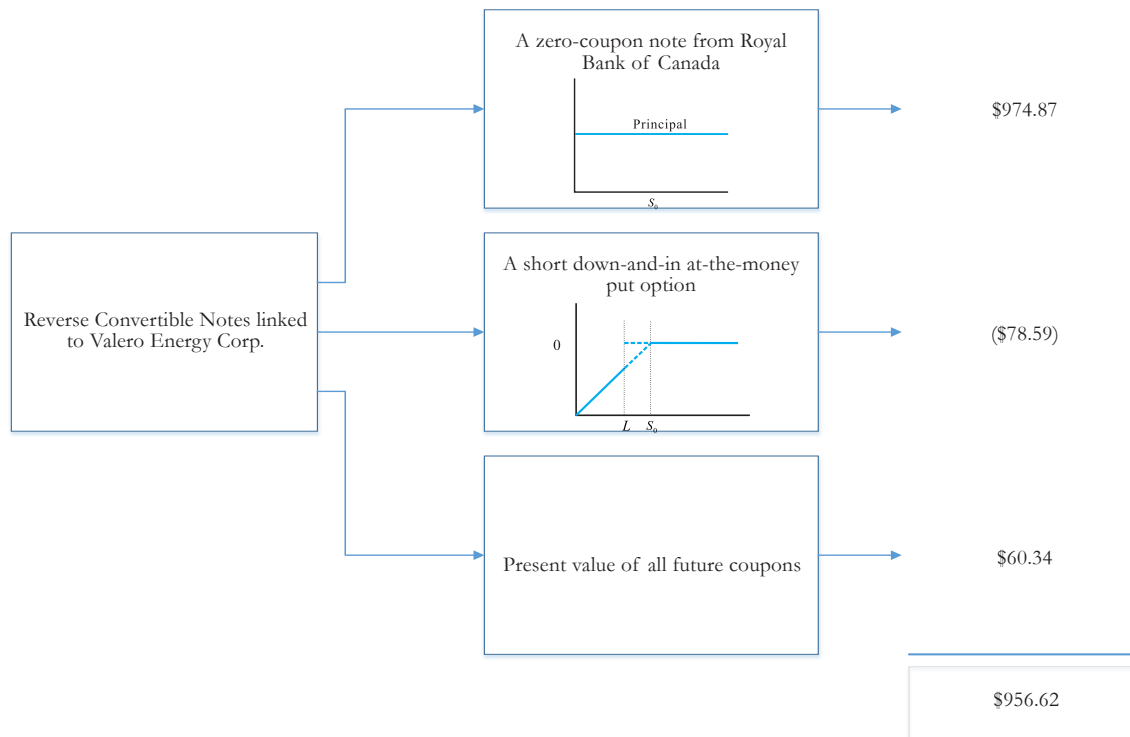 A zero-coupon note from Royal
Bank of Canada
Principal
S₀
$974.87
Reverse Convertible Notes linked
to Valero Energy Corp.
A short down-and-in at-the-money
put option
0
L S₀
($78.59)
Present value of all future coupons
$60.34
$956.62